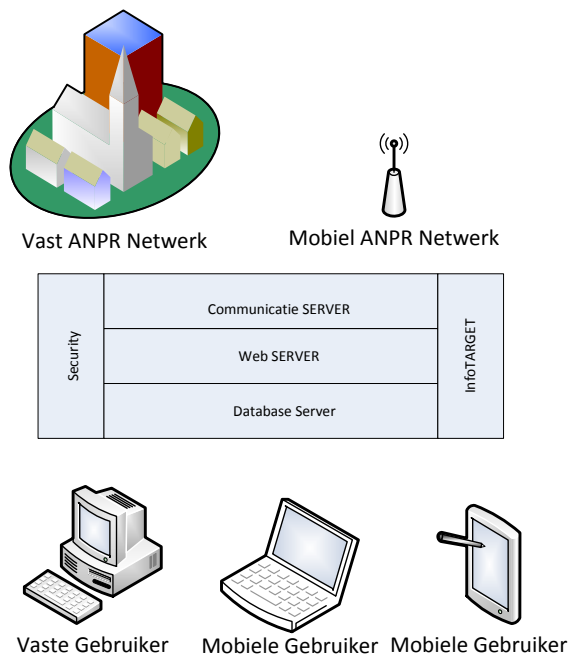 Vast ANPR Netwerk
Mobiel ANPR Netwerk
Security
Communicatie SERVER
Web SERVER
Database Server
InfoTARGET
Vaste Gebruiker
Mobiele Gebruiker
Mobiele Gebruiker